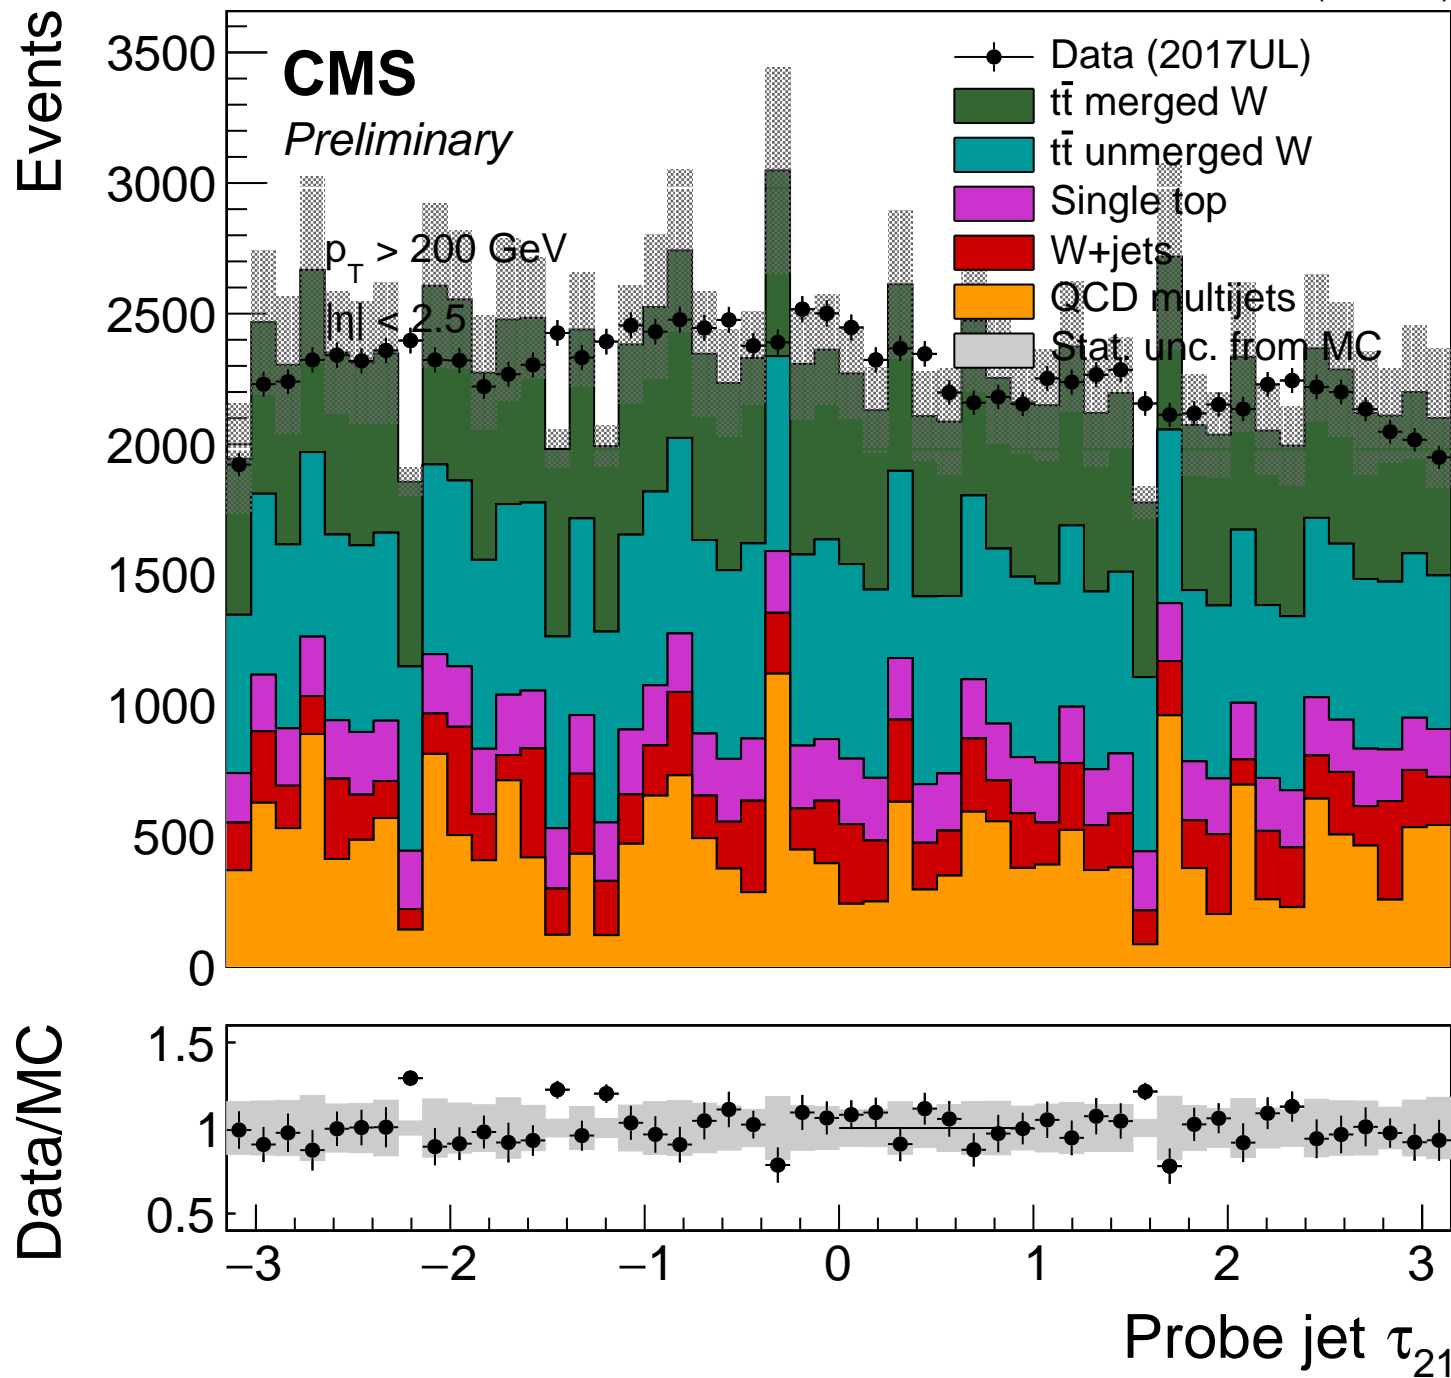 Events
3500
3000
2500
2000
1500
1000
500
0
CMS
Preliminary
p_T > 200 GeV
|η| < 2.5
Data (2017UL)
tt̄ merged W
tt̄ unmerged W
Single top
W+jets
QCD multijets
Stat. unc. from MC
Data/MC
1.5
1
0.5
−3 −2 −1 0 1 2 3
Probe jet τ_21